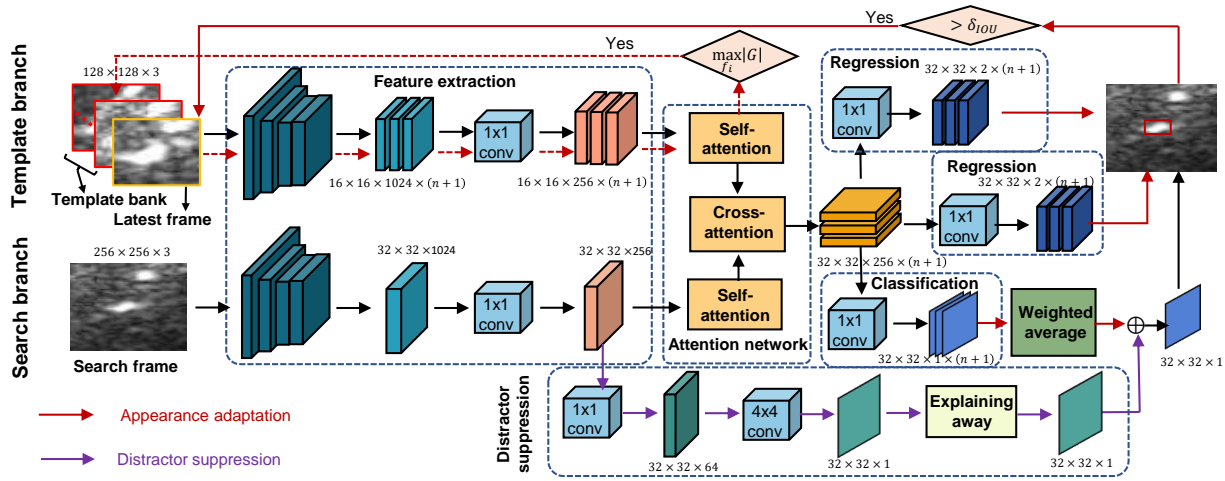 Template branch
Search branch
Yes
> δ_IOU
Yes
max |G|
f_i
128 × 128 × 3
Feature extraction
Regression
32 × 32 × 2 × (n + 1)
1x1
conv
1x1
conv
Self-
attention
16 × 16 × 1024 × (n + 1)
16 × 16 × 256 × (n + 1)
Template bank
Latest frame
Regression
32 × 32 × 2 × (n + 1)
Cross-
attention
1x1
conv
256 × 256 × 3
32 × 32 ×1024
32 × 32 ×256
32 × 32 × 256 × (n + 1)
1x1
conv
Self-
attention
Classification
1x1
conv
Weighted
average
Attention network
32 × 32 × 1 × (n + 1)
32 × 32 × 1
Search frame
Distractor
suppression
1x1
conv
4x4
conv
Explaining
away
32 × 32 × 64
32 × 32 × 1
32 × 32 × 1
Appearance adaptation
Distractor suppression